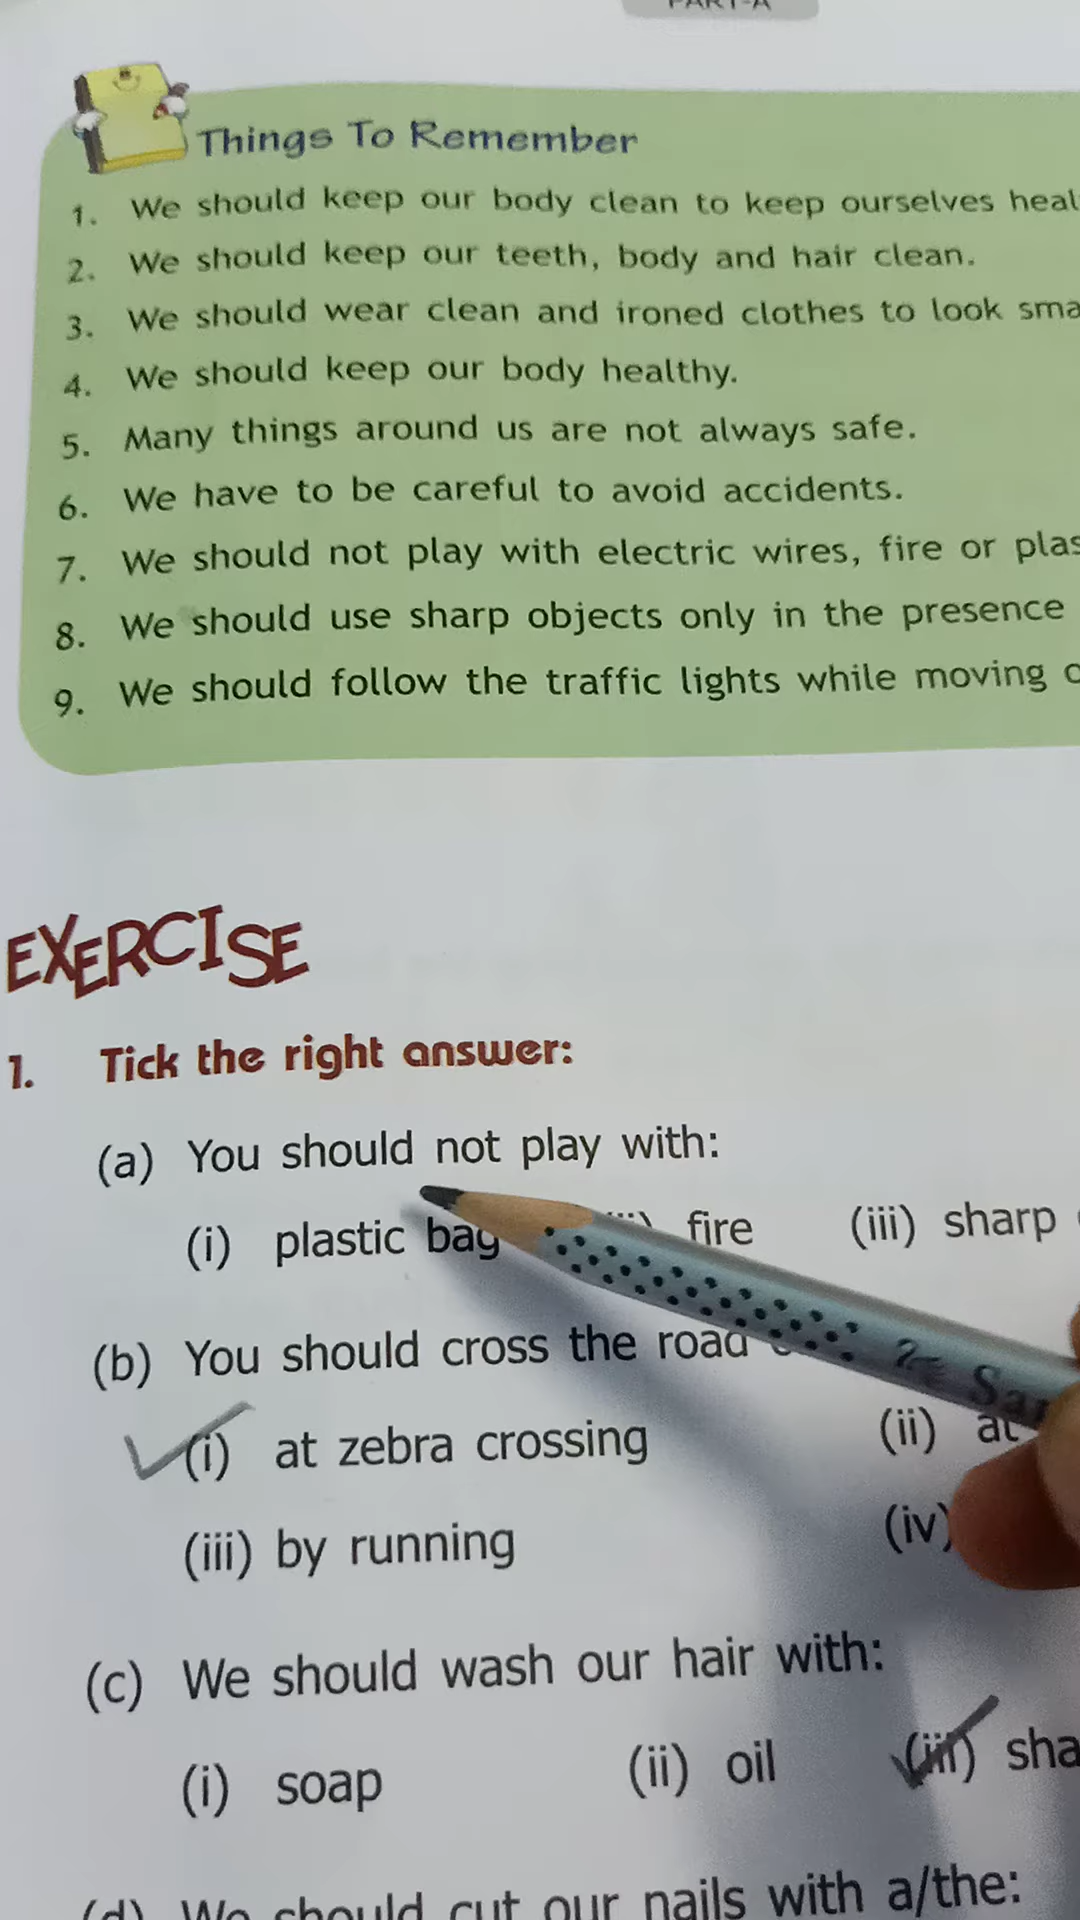 PART-A
Things To Remember
1. We should keep our body clean to keep ourselves heal
2. We should keep our teeth, body and hair clean.
3. We should wear clean and ironed clothes to look sma
4. We should keep our body healthy.
5. Many things around us are not always safe.
6. We have to be careful to avoid accidents.
7. We should not play with electric wires, fire or plas
8. We should use sharp objects only in the presence
9. We should follow the traffic lights while moving
EXERCISE
1. Tick the right answer:
(a) You should not play with:
(i) plastic bag fire (iii) sharp
(b) You should cross the road
(i) at zebra crossing (ii) at
(iii) by running (iv)
(c) We should wash our hair with:
(i) soap (ii) oil (iii) sha
(d) We should cut our nails with a/the: